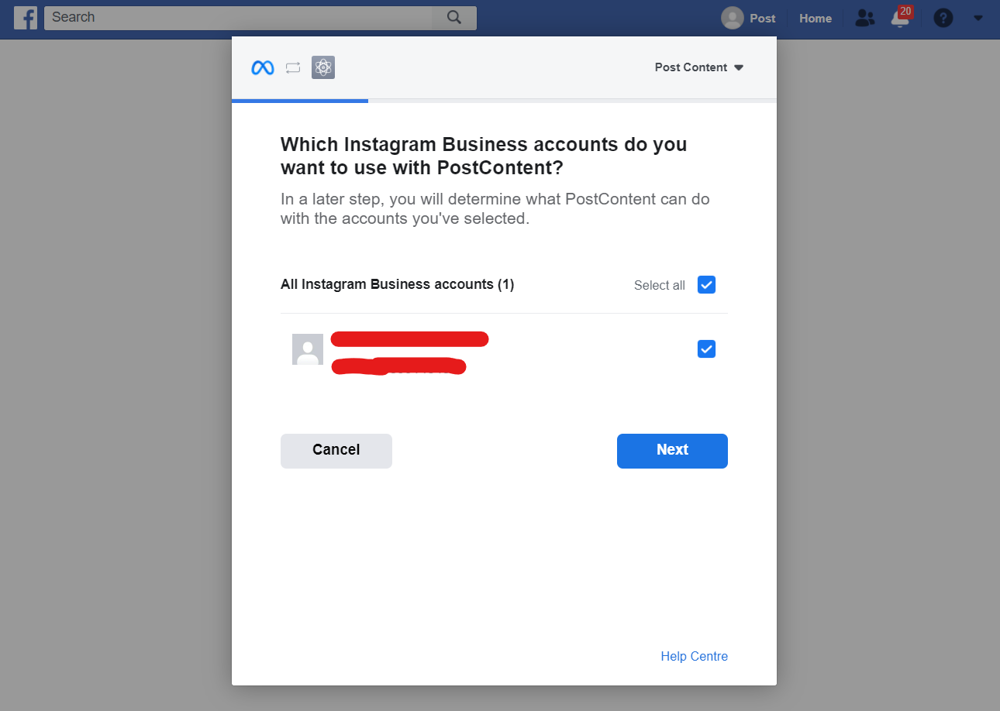 Search
Post
Home
20
?
Post Content
Which Instagram Business accounts do you
want to use with PostContent?
In a later step, you will determine what PostContent can do
with the accounts you've selected.
All Instagram Business accounts (1)
Select all
Cancel
Next
Help Centre